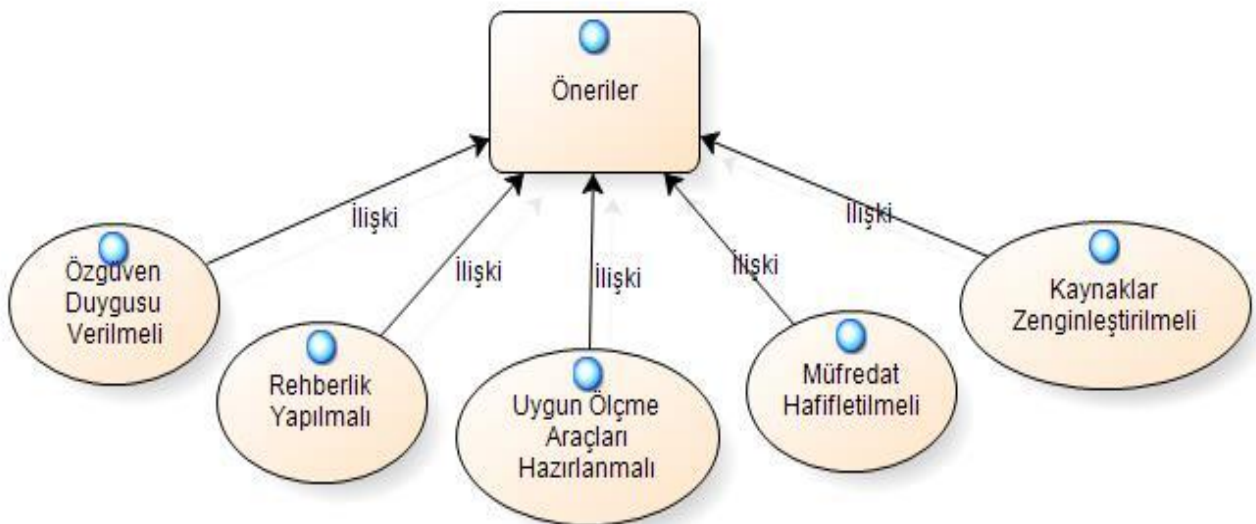 Öneriler
İlişki
İlişki
İlişki
İlişki
İlişki
Özgüven
Duygusu
Verilmeli
Rehberlik
Yapılmalı
Uygun Ölçme
Araçları
Hazırlanmalı
Müfredat
Hafifletilmeli
Kaynaklar
Zenginleştirilmeli